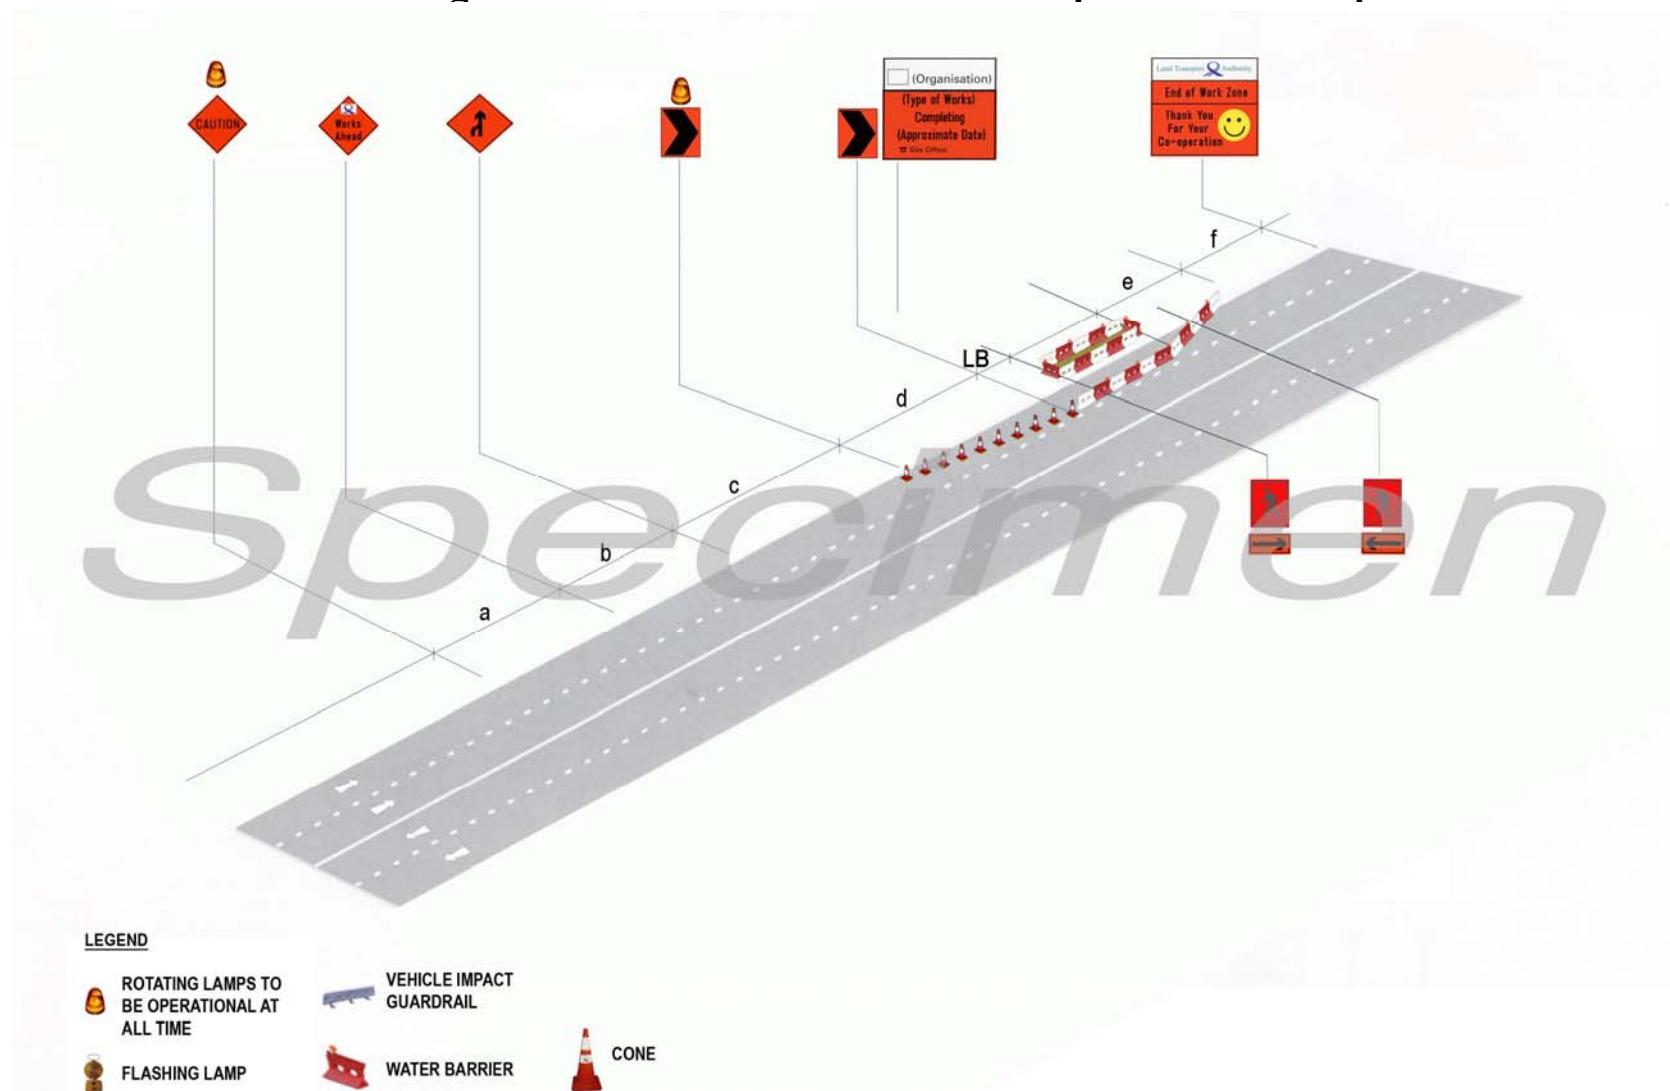 CAUTION
Works
Ahead
(Organisation)
(Type of Works)
Completing
(Approximate Date)
Site Office:
Land Transport Authority
End of Work Zone
Thank You
For Your
Co-operation
f
e
LB
d
c
b
a
Specimen
LEGEND
ROTATING LAMPS TO
BE OPERATIONAL AT
ALL TIME
VEHICLE IMPACT
GUARDRAIL
FLASHING LAMP
WATER BARRIER
CONE